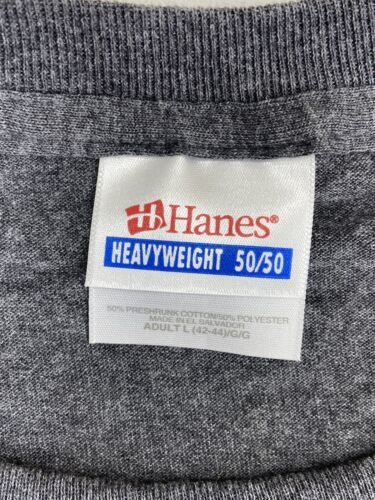 H Hanes®
HEAVYWEIGHT 50/50
50% PRESHRUNK COTTON/50% POLYESTER
MADE IN EL SALVADOR
ADULT L (42-44)/G/G